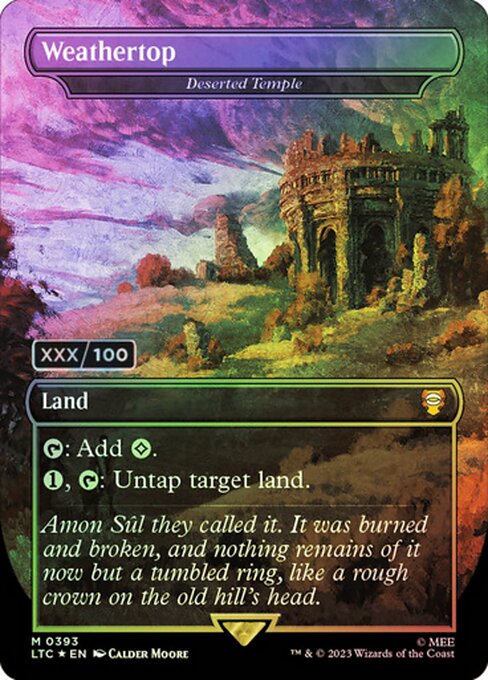 Weathertop
Deserted Temple
XXX/100
Land
: Add .
1, : Untap target land.
Amon Sûl they called it. It was burned
and broken, and nothing remains of it
now but a tumbled ring, like a rough
crown on the old hill's head.
M 0393
LTC ★ EN CALDER MOORE
© MEE
™ & © 2023 Wizards of the Coast